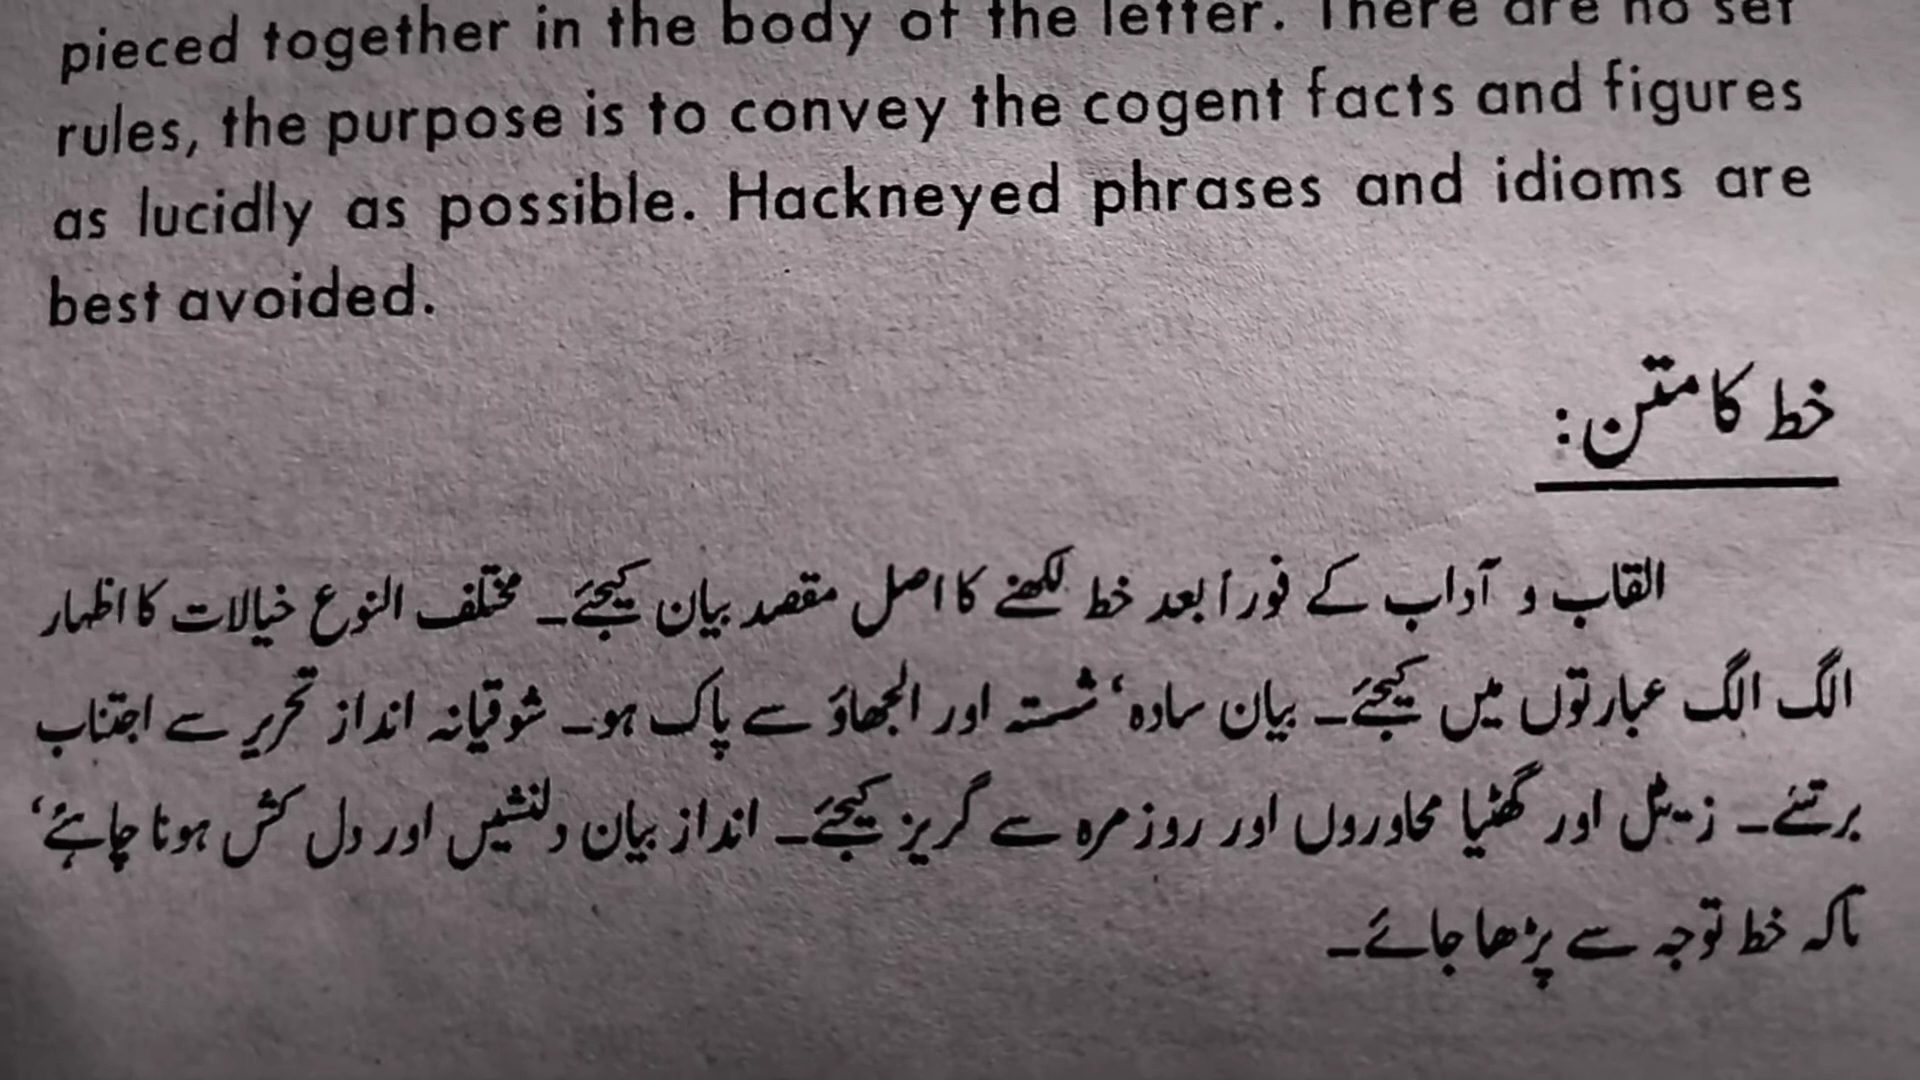 pieced together in the body of the letter. There are no set
rules, the purpose is to convey the cogent facts and figures
as lucidly as possible. Hackneyed phrases and idioms are
best avoided.
خط کا متن:
القاب و آداب کے فوراً بعد خط لکھنے کا اصل مقصد بیان کیجئے۔ مختلف النوع خیالات کا اظہار
الگ الگ عبارتوں میں کیجئے۔ بیان سادہ‘ شستہ اور الجھاؤ سے پاک ہو۔ شوقیانہ انداز تحریر سے اجتناب
برتئے۔ زیٹل اور گھٹیا محاوروں اور روزمرہ سے گریز کیجئے۔ انداز بیان دلنشیں اور دل کش ہونا چاہئے‘
تاکہ خط توجہ سے پڑھا جائے۔